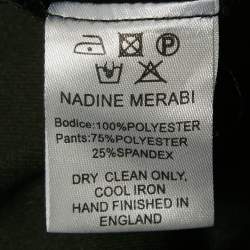 P
NADINE MERABI
Bodice:100%POLYESTER
Pants:75%POLYESTER
25%SPANDEX
DRY CLEAN ONLY,
COOL IRON
HAND FINISHED IN
ENGLAND